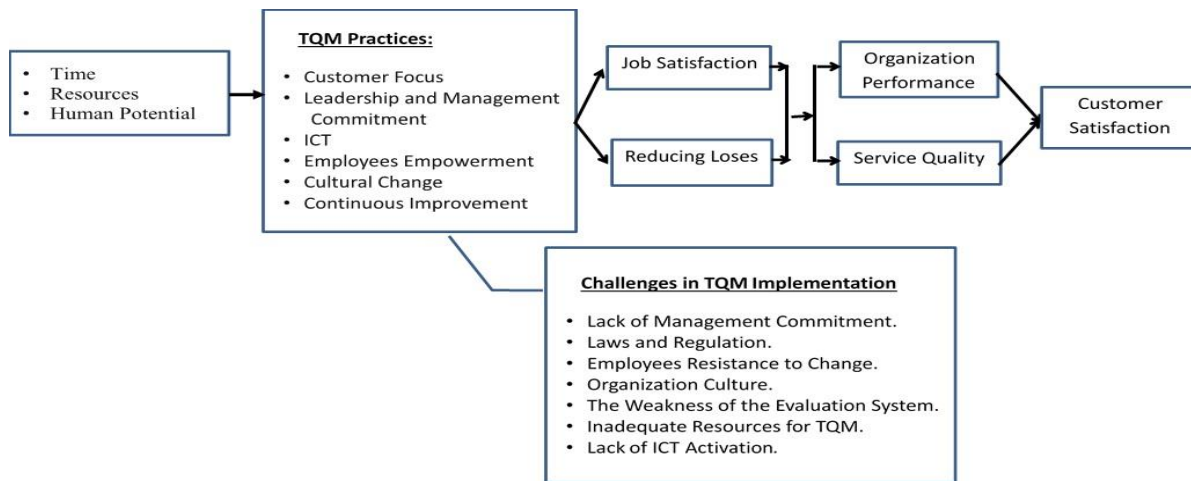 • Time
• Resources
• Human Potential
TQM Practices:
• Customer Focus
• Leadership and Management
Commitment
• ICT
• Employees Empowerment
• Cultural Change
• Continuous Improvement
Job Satisfaction
Reducing Loses
Organization
Performance
Service Quality
Customer
Satisfaction
Challenges in TQM Implementation
• Lack of Management Commitment.
• Laws and Regulation.
• Employees Resistance to Change.
• Organization Culture.
• The Weakness of the Evaluation System.
• Inadequate Resources for TQM.
• Lack of ICT Activation.